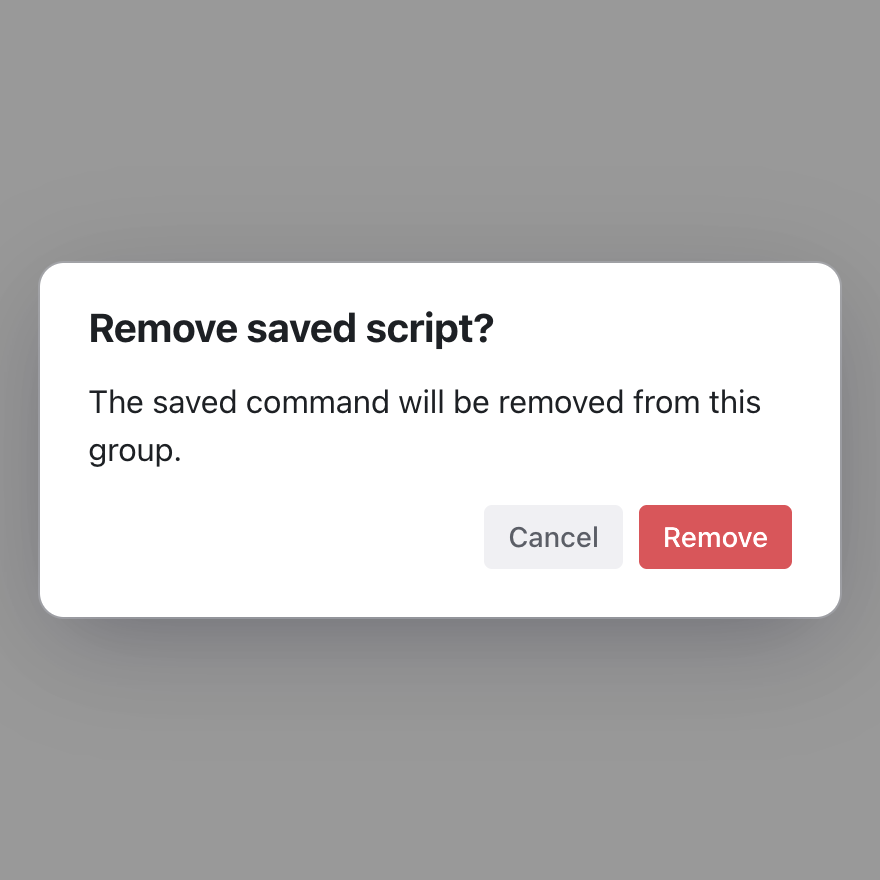 Remove saved script?
The saved command will be removed from this
group.
Cancel Remove